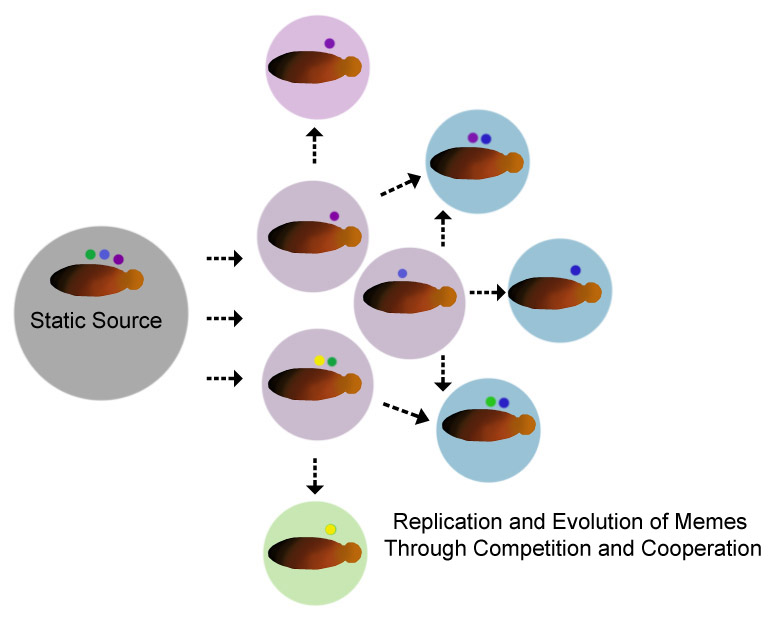 Static Source
Replication and Evolution of Memes
Through Competition and Cooperation